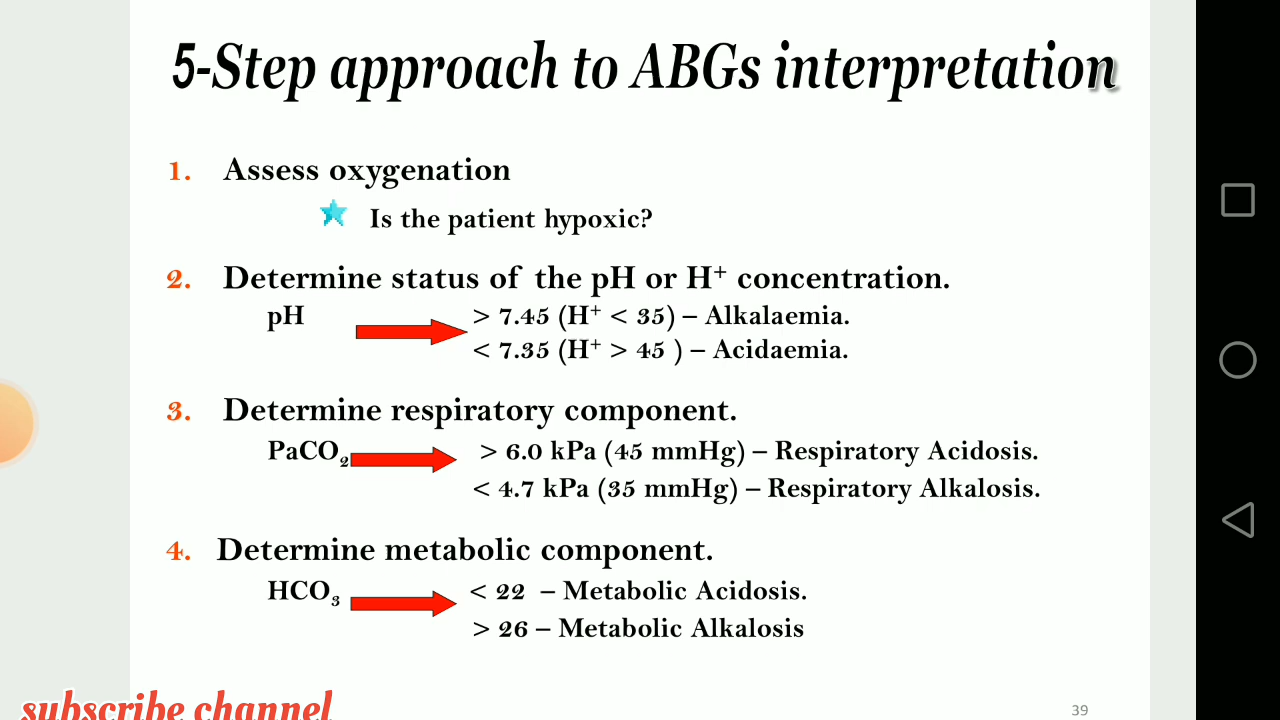 5-Step approach to ABGs interpretation
1. Assess oxygenation
Is the patient hypoxic?
2. Determine status of the pH or H⁺ concentration.
pH > 7.45 (H⁺ < 35) – Alkalaemia.
< 7.35 (H⁺ > 45 ) – Acidaemia.
3. Determine respiratory component.
PaCO₂ > 6.0 kPa (45 mmHg) – Respiratory Acidosis.
< 4.7 kPa (35 mmHg) – Respiratory Alkalosis.
4. Determine metabolic component.
HCO₃ < 22 – Metabolic Acidosis.
> 26 – Metabolic Alkalosis
subscribe channel
39